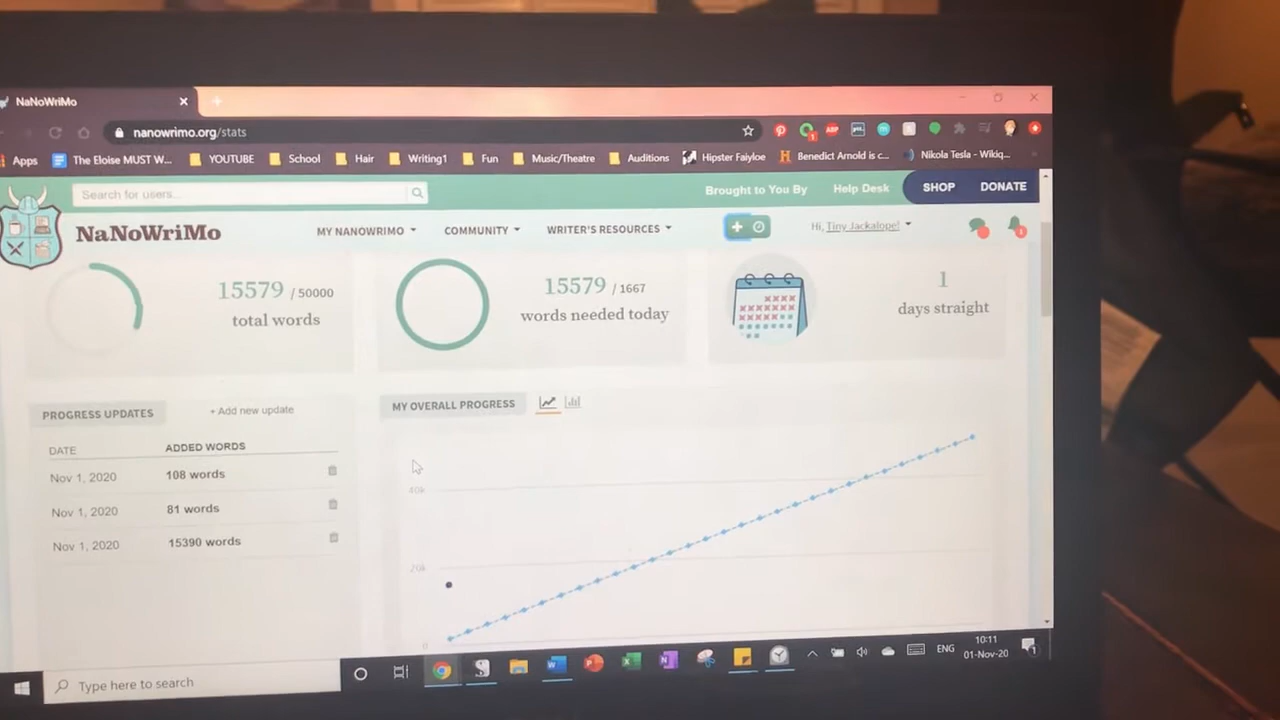 NaNoWriMo
nanowrimo.org/stats
Apps The Eloise MUST W... YOUTUBE School Hair Writing1 Fun Music/Theatre Auditions Hipster Faiyloe Benedict Arnold is c... Nikola Tesla - Wikiq...
Search for users... Brought to You By Help Desk SHOP DONATE
NaNoWriMo MY NANOWRIMO COMMUNITY WRITER'S RESOURCES Hi, Tiny Jackalope!
15579 / 50000
total words
15579 / 1667
words needed today
1
days straight
PROGRESS UPDATES + Add new update
DATE ADDED WORDS
Nov 1, 2020 108 words
Nov 1, 2020 81 words
Nov 1, 2020 15390 words
MY OVERALL PROGRESS
40k
20k
0
Type here to search
ENG
10:11
01-Nov-20
1